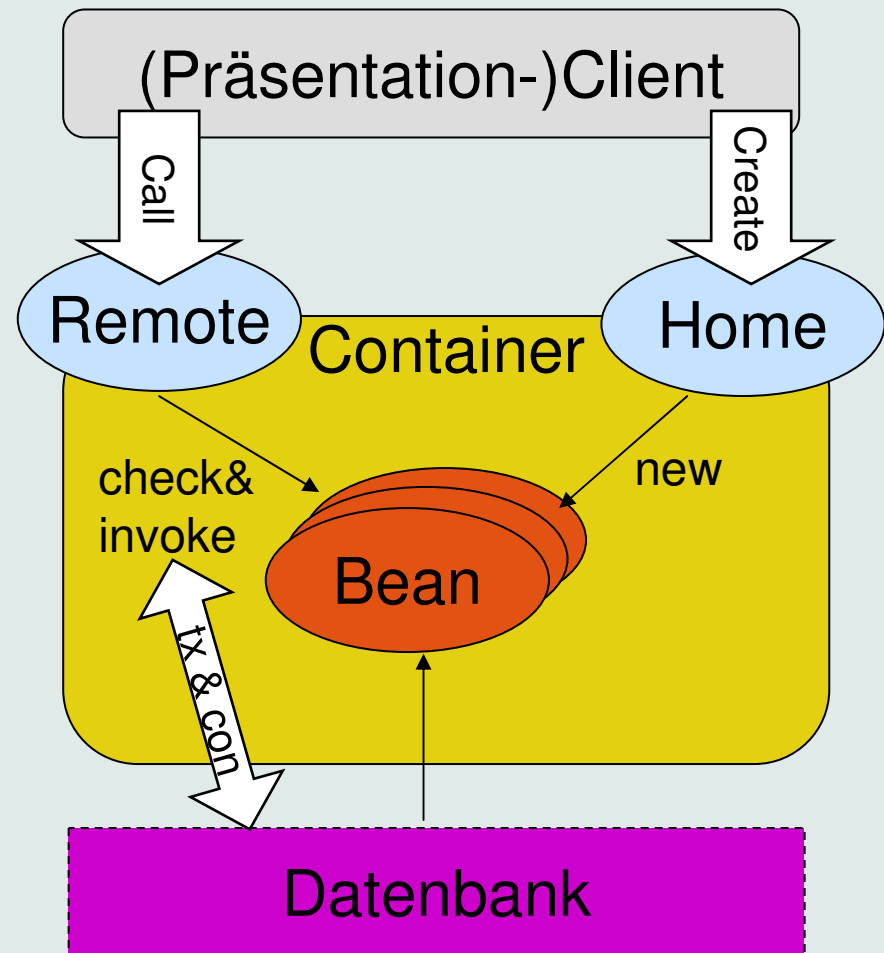 (Präsentation-)Client
Call
Create
Remote
Container
Home
check&
invoke
new
Bean
tx & con
Datenbank